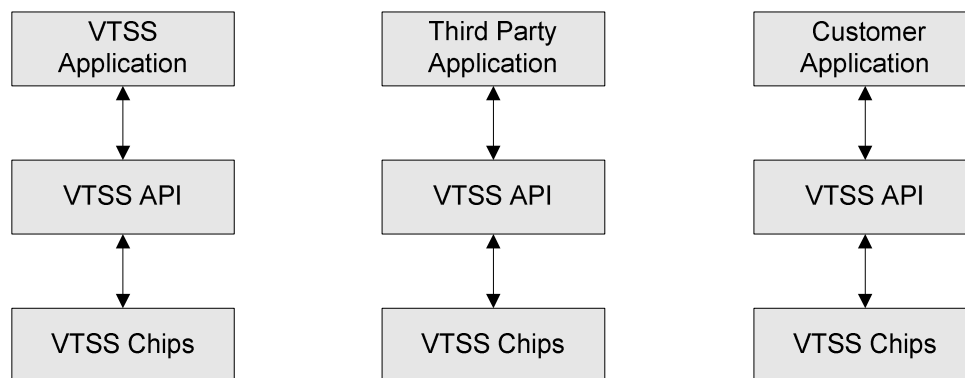 VTSS
Application
Third Party
Application
Customer
Application
VTSS API
VTSS API
VTSS API
VTSS Chips
VTSS Chips
VTSS Chips